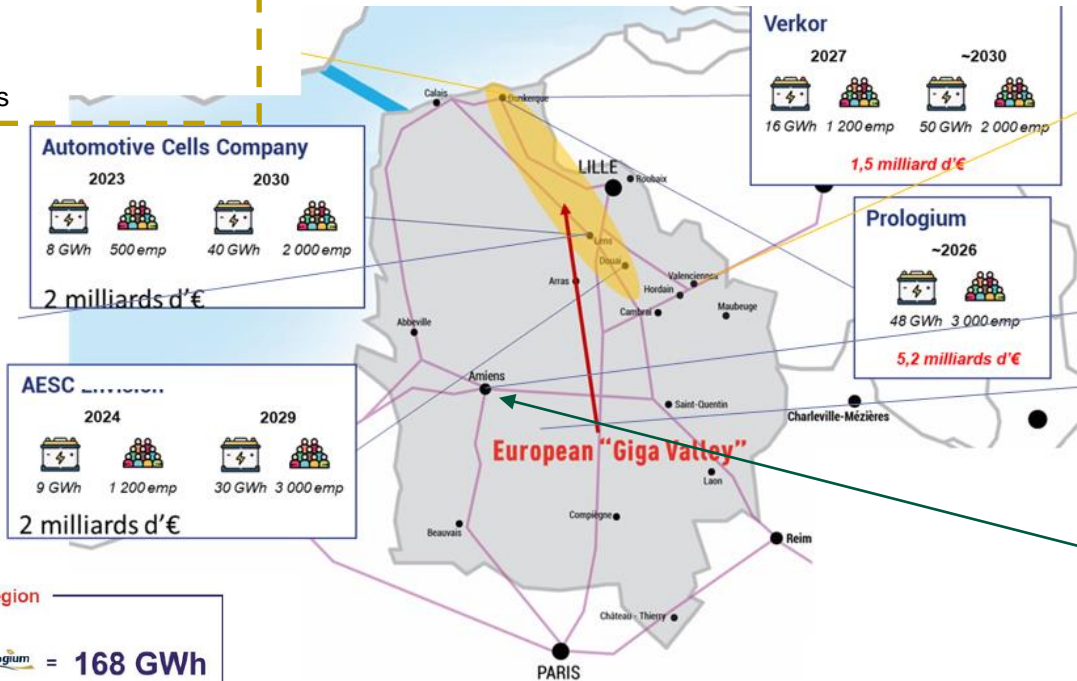 s
Automotive Cells Company
2023 2030
8 GWh 500 emp 40 GWh 2 000 emp
2 milliards d'€
AESC
2024 2029
9 GWh 1 200 emp 30 GWh 3 000 emp
2 milliards d'€
= 168 GWh
Verkor
2027 ~2030
16 GWh 1 200 emp 50 GWh 2 000 emp
1,5 milliard d'€
Prologium
~2026
48 GWh 3 000 emp
5,2 milliards d'€
Calais
Dunkerque
LILLE
Roubaix
Lens
Douai
Arras
Valenciennes
Hordain
Cambrai
Maubeuge
Abbeville
Amiens
Saint-Quentin
Charleville-Mézières
European "Giga Valley"
Laon
Compiègne
Beauvais
Reim
Château - Thierry
PARIS